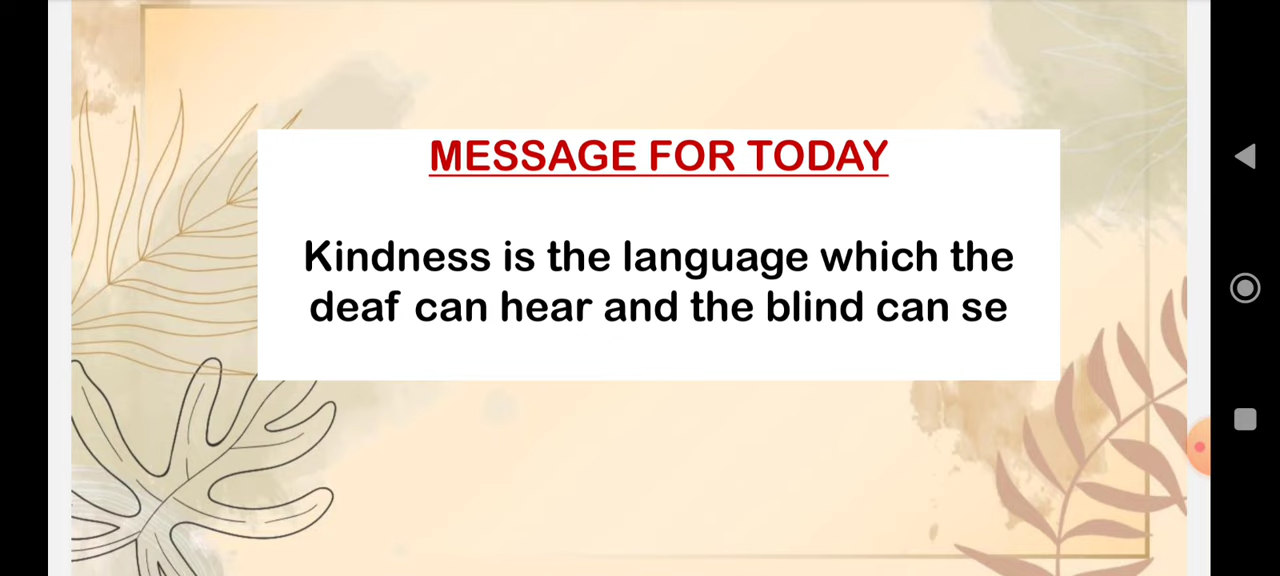 MESSAGE FOR TODAY
Kindness is the language which the
deaf can hear and the blind can se